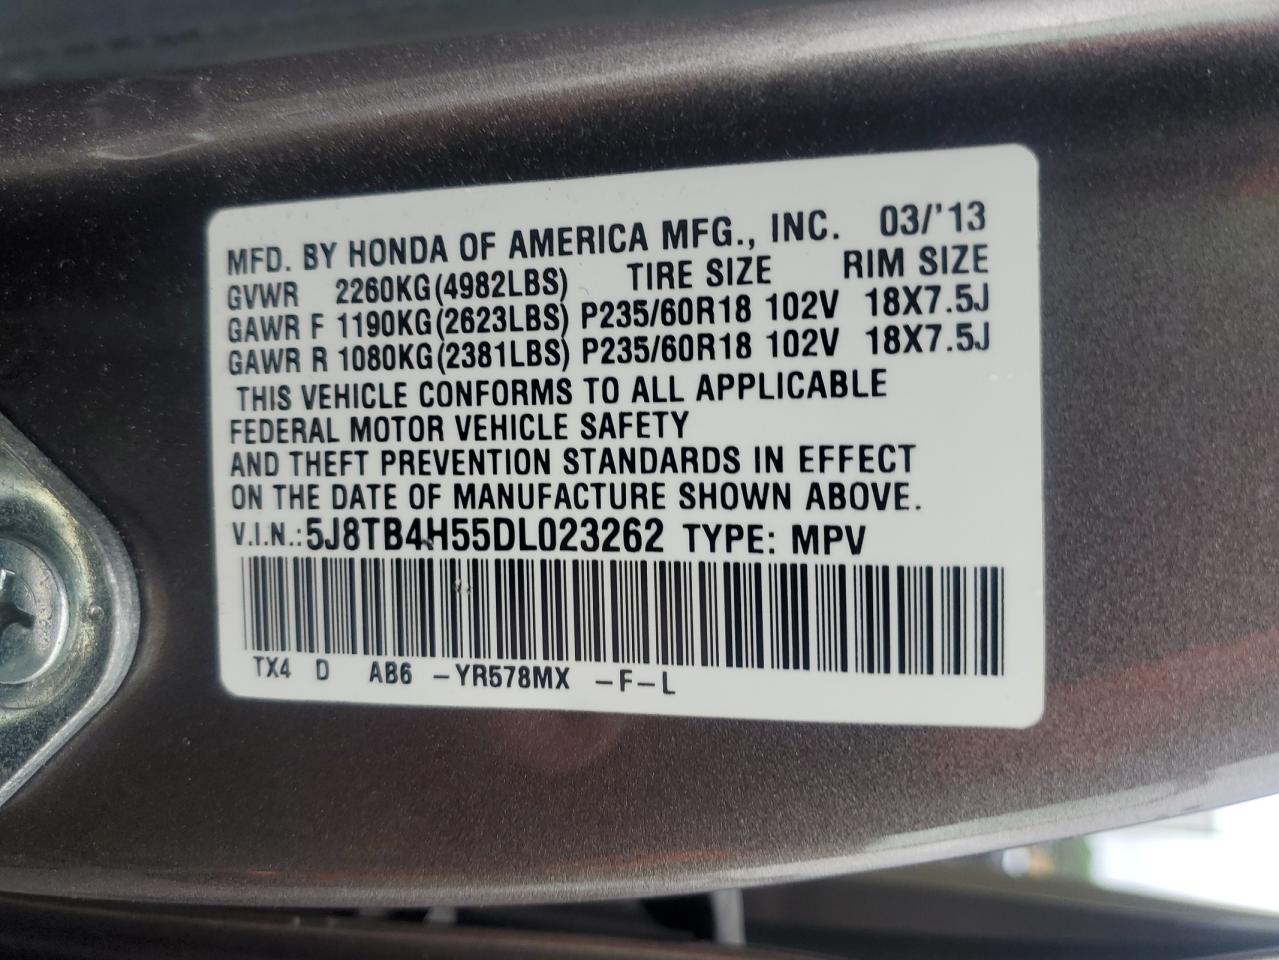 MFD. BY HONDA OF AMERICA MFG., INC. 03/'13
GVWR 2260KG(4982LBS) TIRE SIZE RIM SIZE
GAWR F 1190KG(2623LBS) P235/60R18 102V 18X7.5J
GAWR R 1080KG(2381LBS) P235/60R18 102V 18X7.5J
THIS VEHICLE CONFORMS TO ALL APPLICABLE
FEDERAL MOTOR VEHICLE SAFETY
AND THEFT PREVENTION STANDARDS IN EFFECT
ON THE DATE OF MANUFACTURE SHOWN ABOVE.
V.I.N.:5J8TB4H55DL023262 TYPE: MPV
TX4 D AB6 -YR578MX -F-L